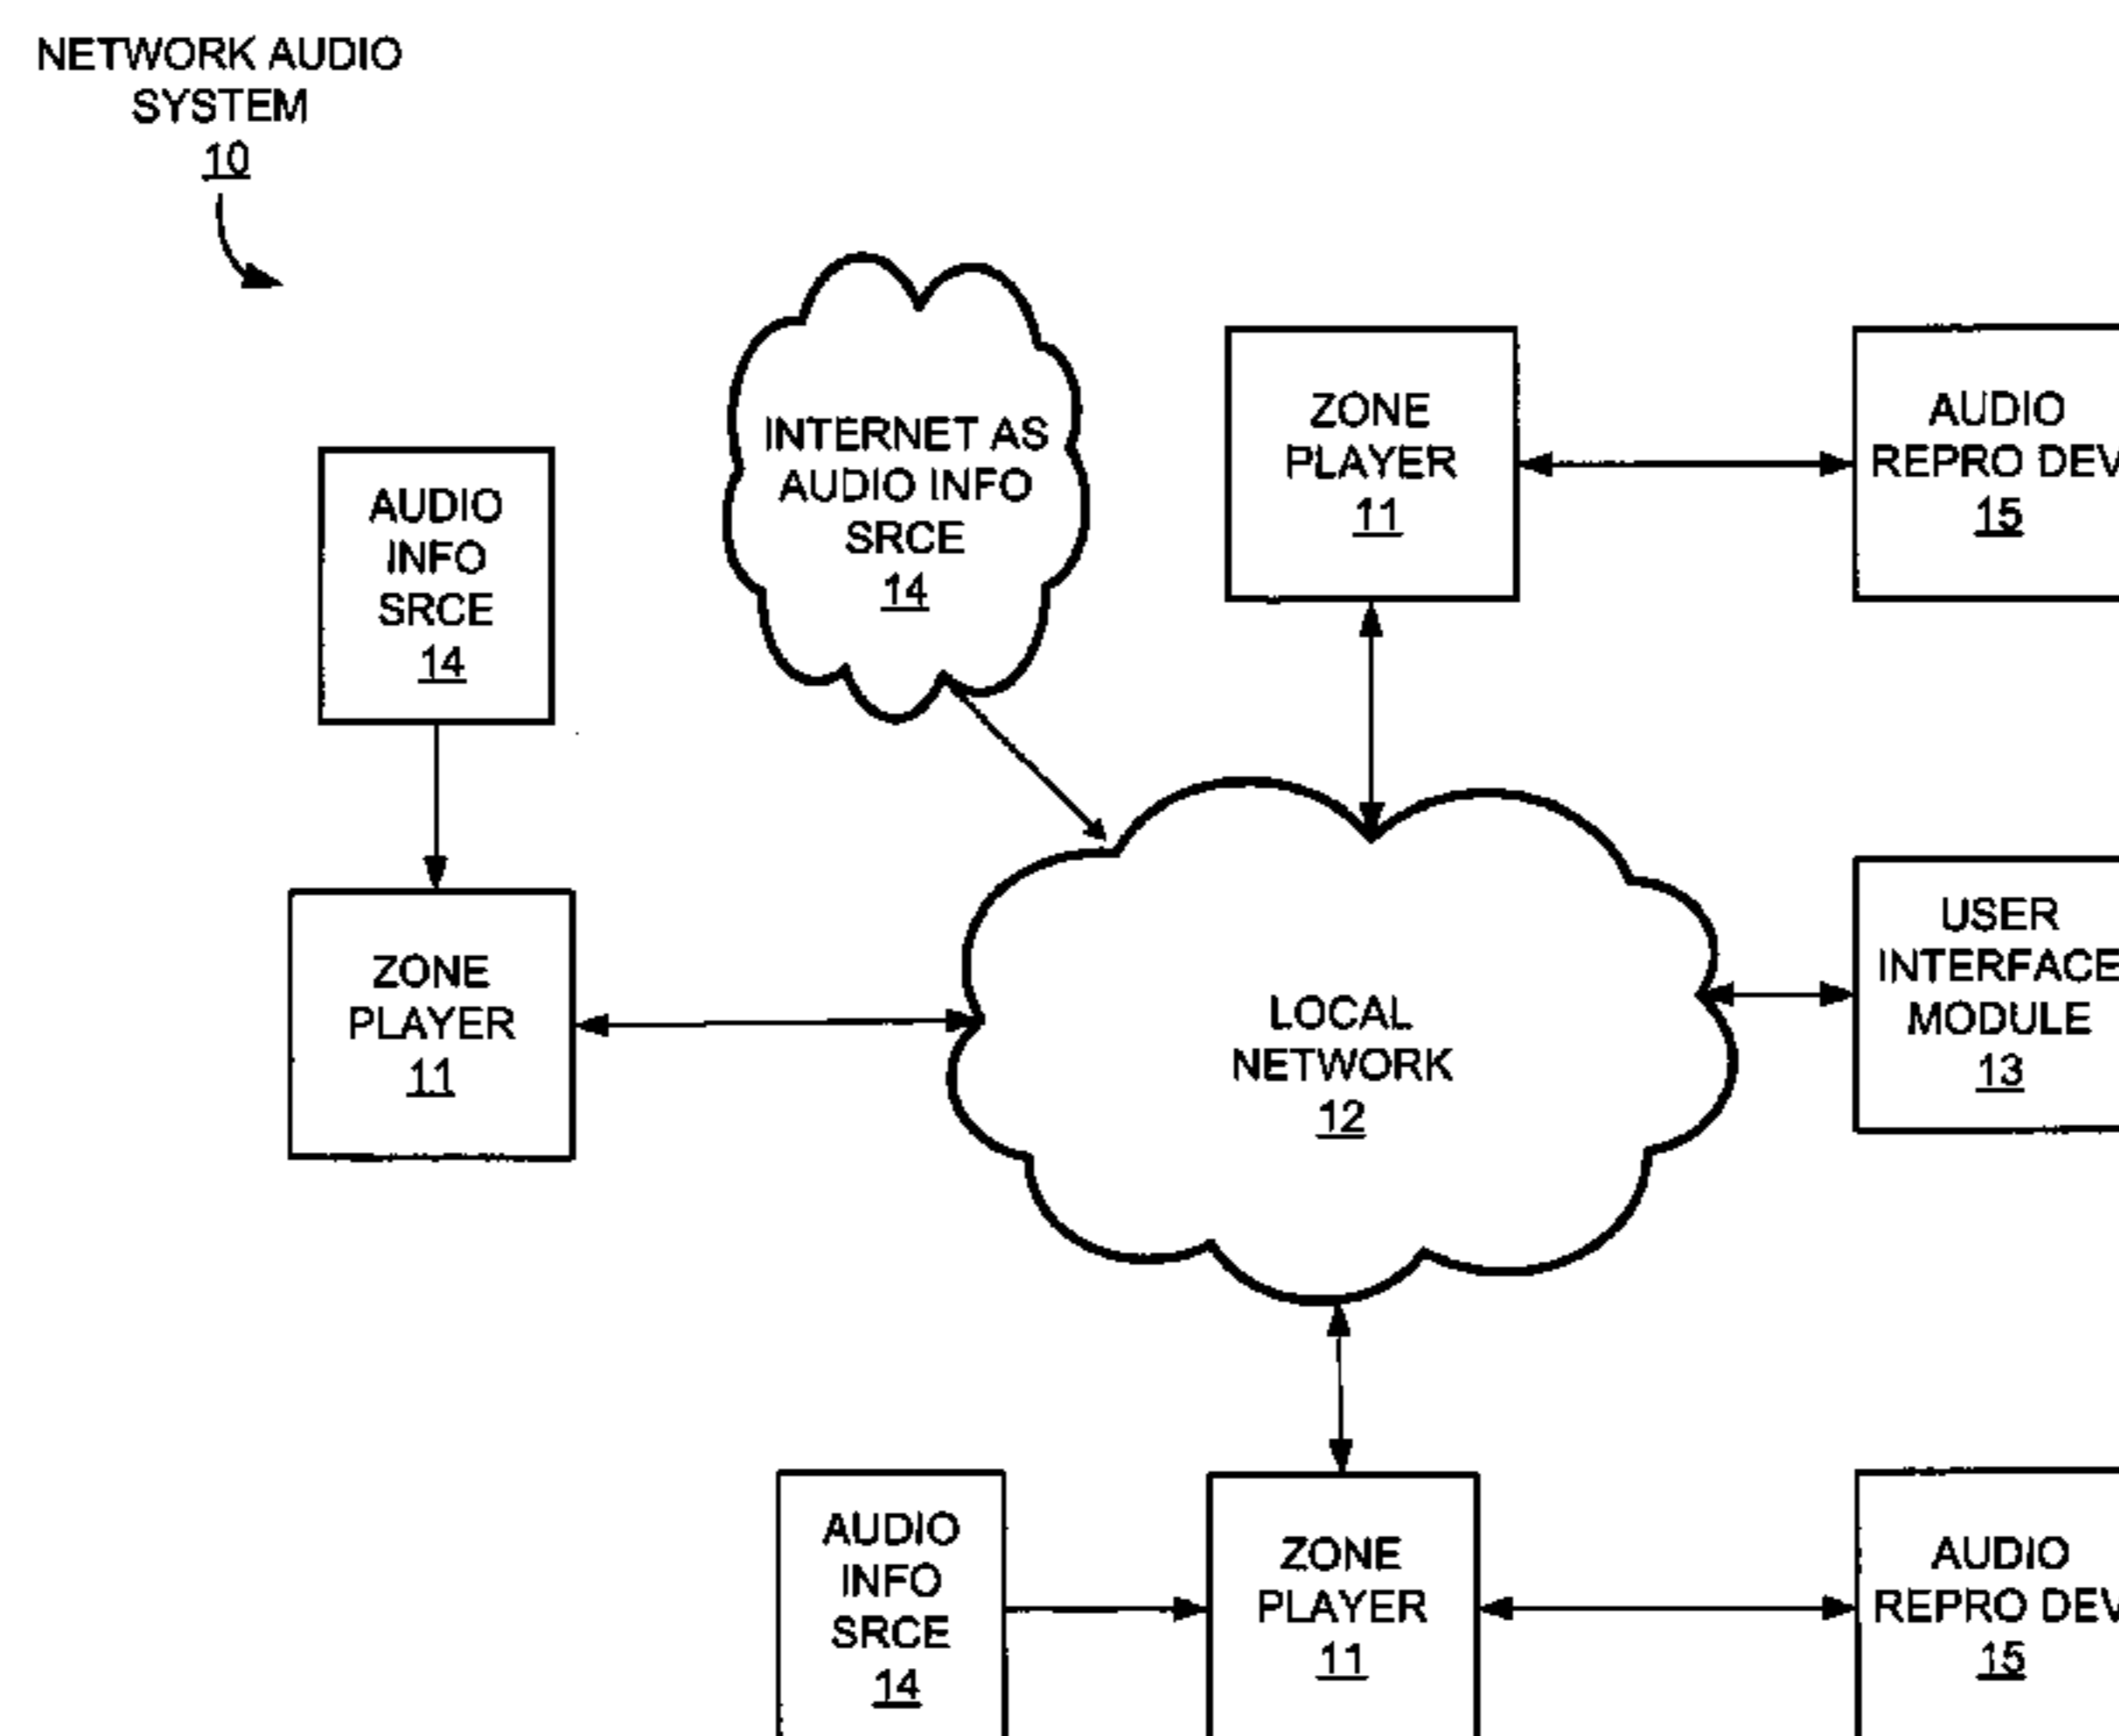 NETWORK AUDIO
SYSTEM
10
INTERNET AS
AUDIO INFO
SRCE
14
ZONE
PLAYER
11
AUDIO
REPRO DEV
15
AUDIO
INFO
SRCE
14
ZONE
PLAYER
11
LOCAL
NETWORK
12
USER
INTERFACE
MODULE
13
AUDIO
INFO
SRCE
14
ZONE
PLAYER
11
AUDIO
REPRO DEV
15